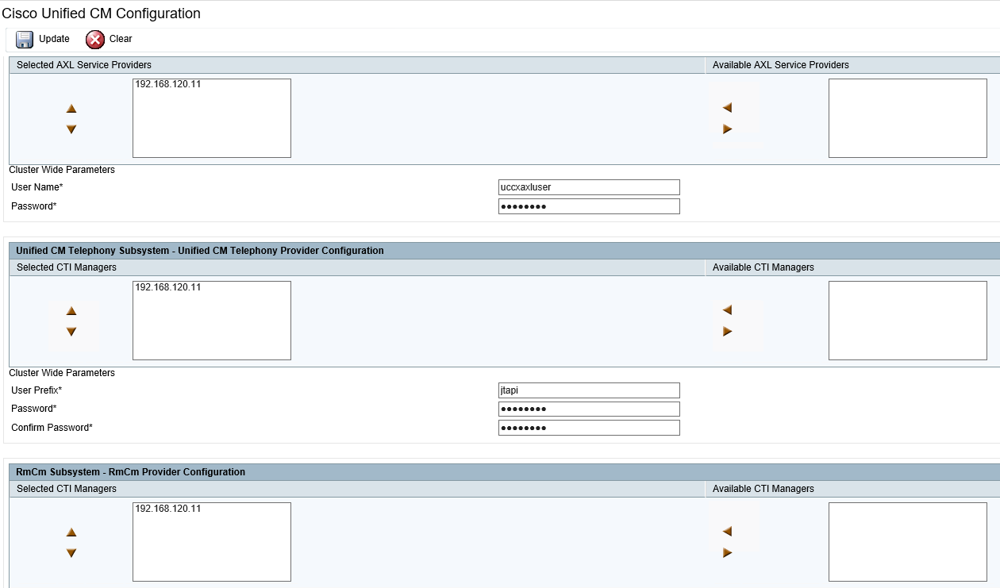 Cisco Unified CM Configuration
Update Clear
Selected AXL Service Providers Available AXL Service Providers
192.168.120.11
Cluster Wide Parameters
User Name* uccxaxluser
Password* ●●●●●●●●
Unified CM Telephony Subsystem - Unified CM Telephony Provider Configuration
Selected CTI Managers Available CTI Managers
192.168.120.11
Cluster Wide Parameters
User Prefix* jtapi
Password* ●●●●●●●●
Confirm Password* ●●●●●●●●
RmCm Subsystem - RmCm Provider Configuration
Selected CTI Managers Available CTI Managers
192.168.120.11